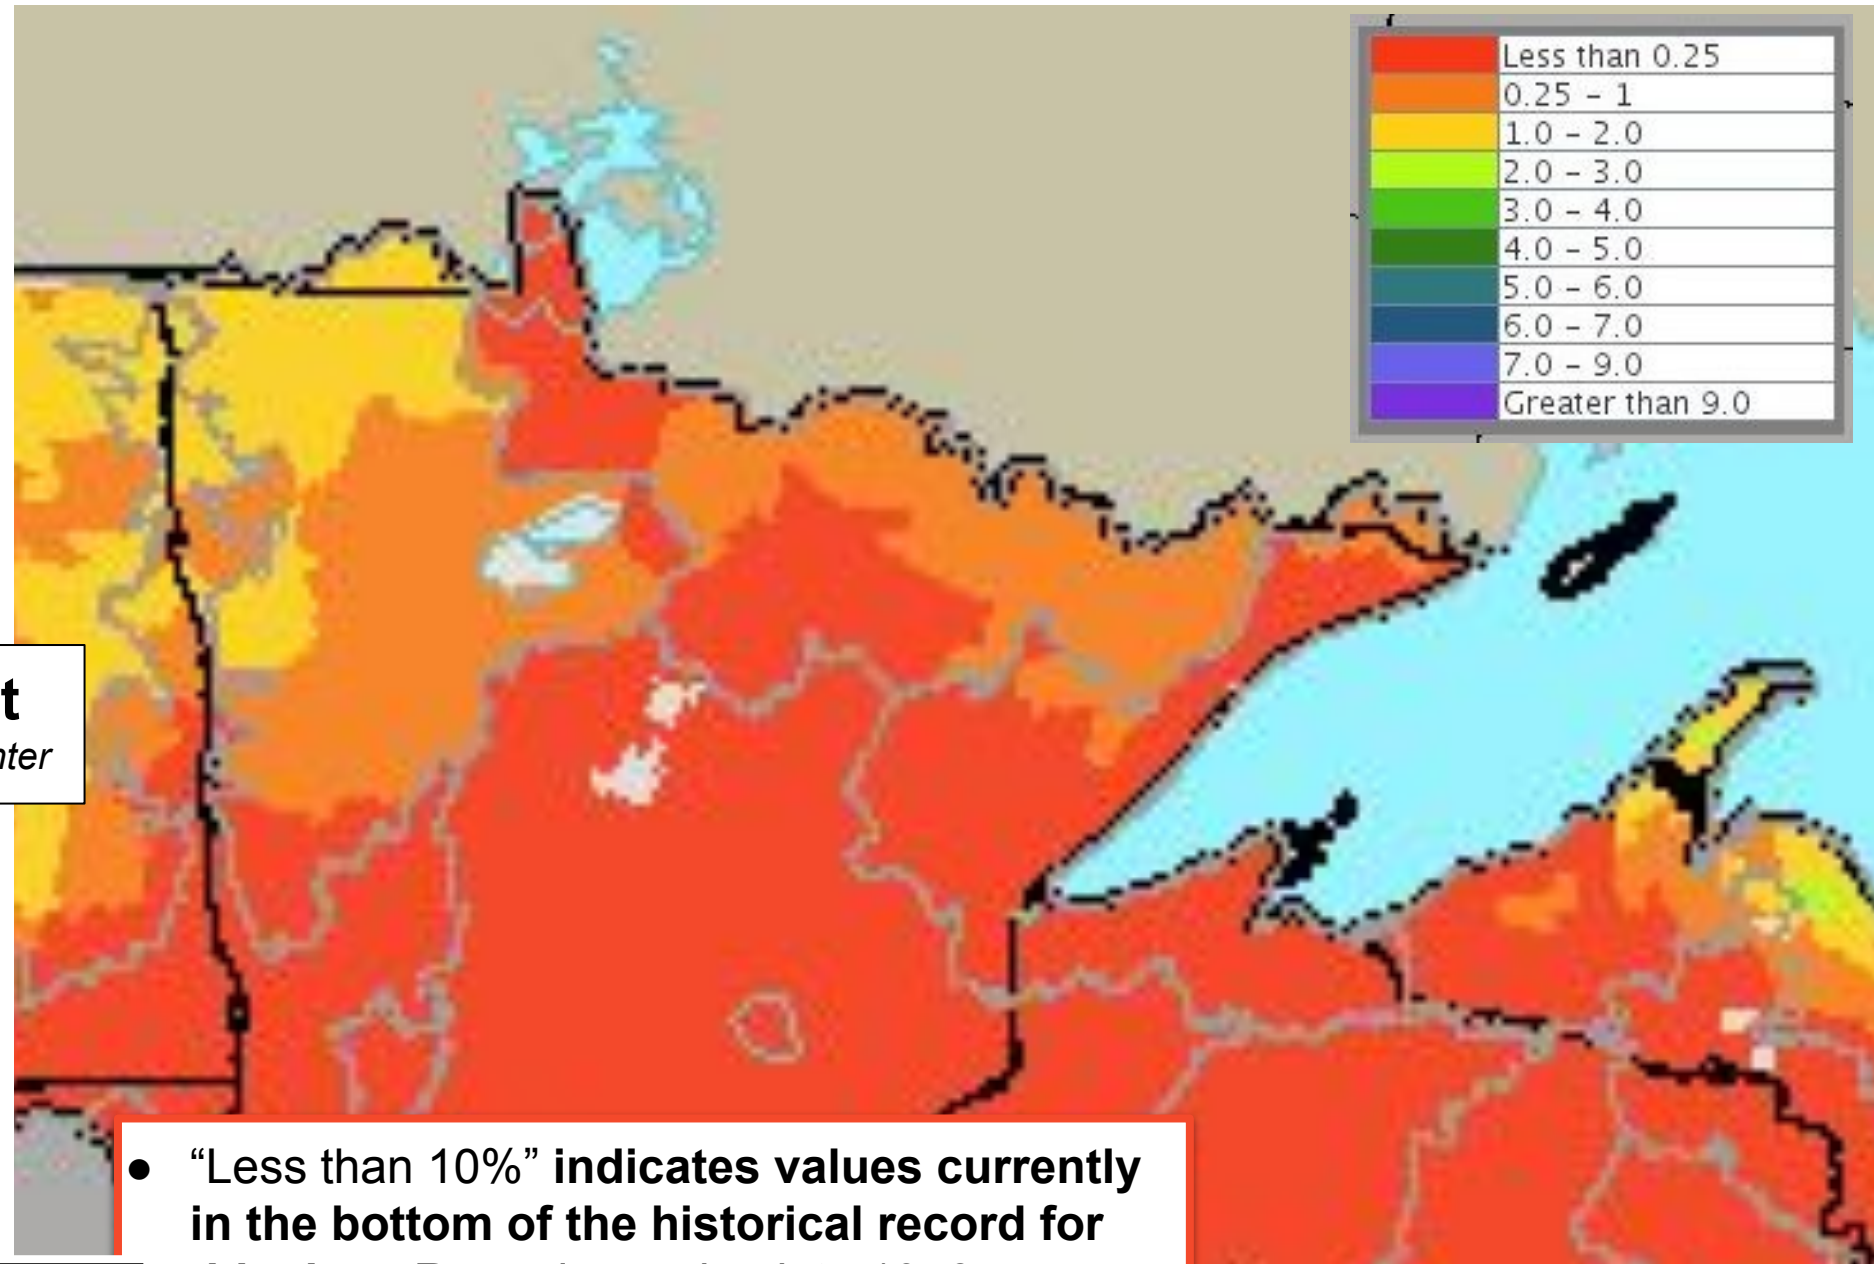 Less than 0.25
0.25 – 1
1.0 – 2.0
2.0 – 3.0
3.0 – 4.0
4.0 – 5.0
5.0 – 6.0
6.0 – 7.0
7.0 – 9.0
Greater than 9.0
t
nter
● “Less than 10%” indicates values currently
in the bottom of the historical record for